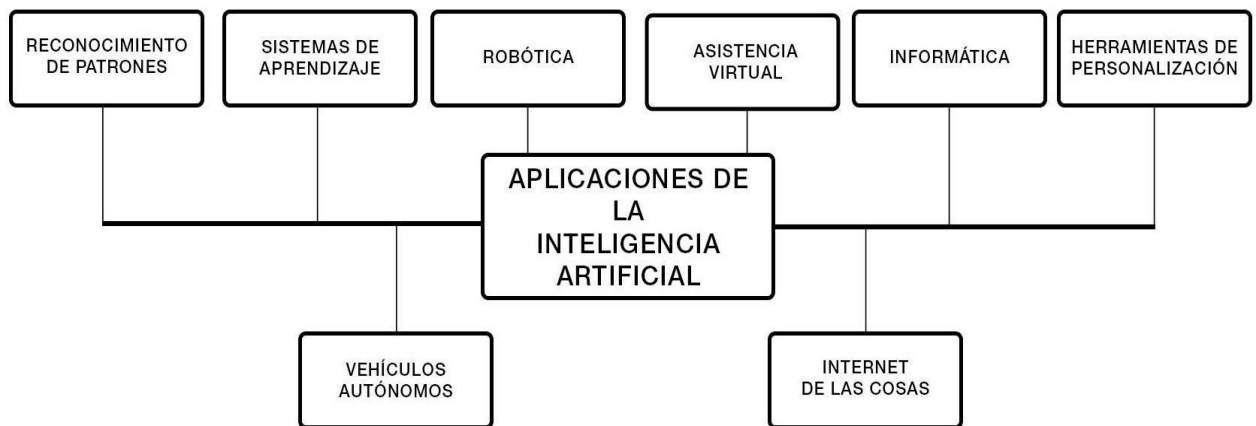 RECONOCIMIENTO
DE PATRONES
SISTEMAS DE
APRENDIZAJE
ROBÓTICA
ASISTENCIA
VIRTUAL
INFORMÁTICA
HERRAMIENTAS DE
PERSONALIZACIÓN
APLICACIONES DE
LA
INTELIGENCIA
ARTIFICIAL
VEHÍCULOS
AUTÓNOMOS
INTERNET
DE LAS COSAS